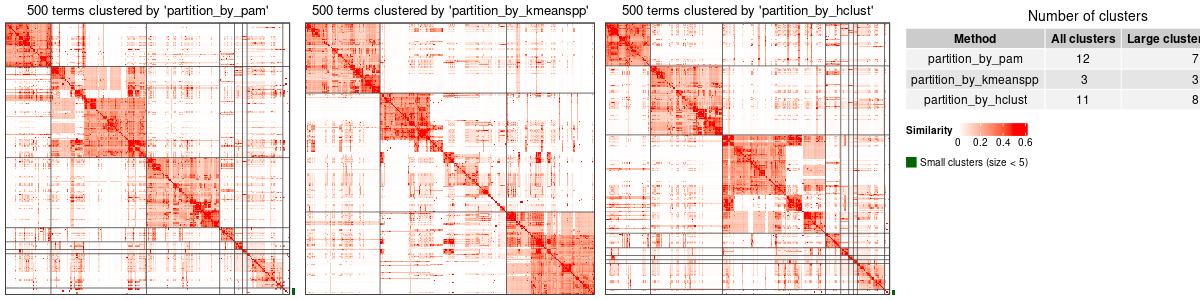 500 terms clustered by 'partition_by_pam'
500 terms clustered by 'partition_by_kmeanspp'
500 terms clustered by 'partition_by_hclust'
Number of clusters
Method All clusters Large cluster
partition_by_pam 12 7
partition_by_kmeanspp 3 3
partition_by_hclust 11 8
Similarity
0 0.2 0.4 0.6
Small clusters (size < 5)